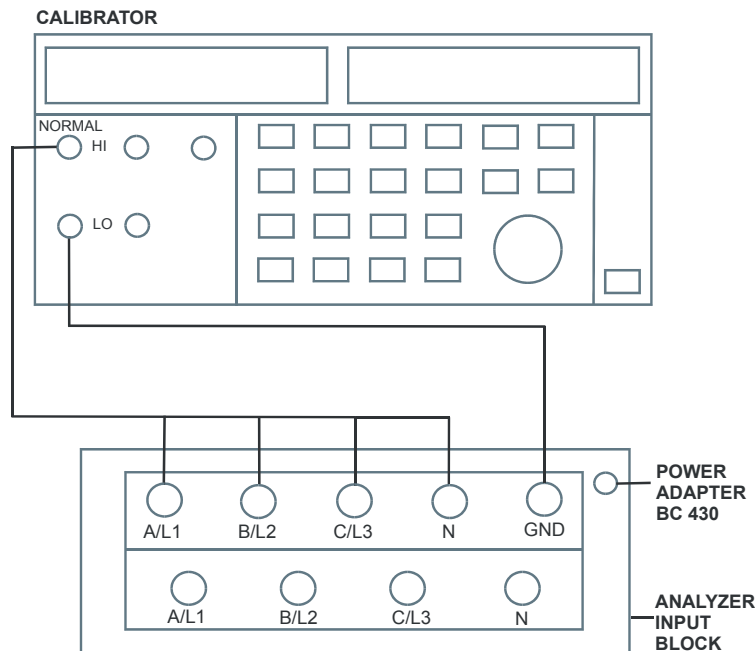 CALIBRATOR
NORMAL
HI
LO
A/L1 B/L2 C/L3 N GND
POWER
ADAPTER
BC 430
A/L1 B/L2 C/L3 N
ANALYZER
INPUT
BLOCK